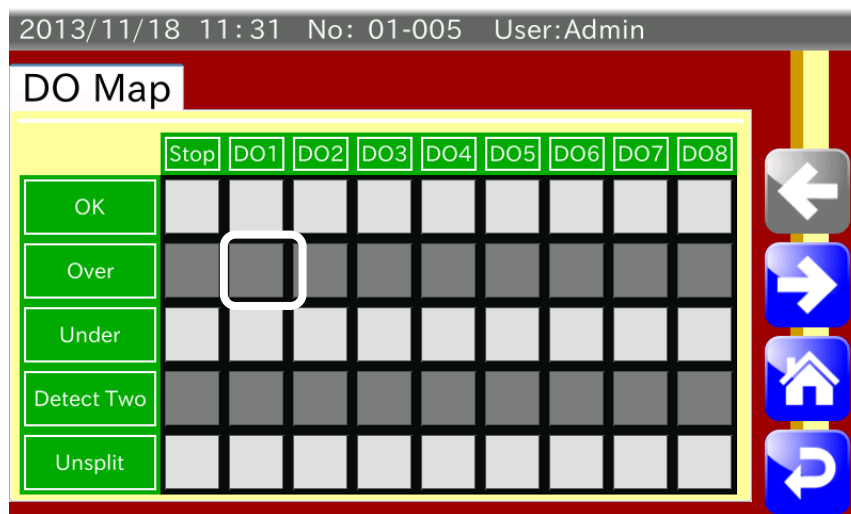 2013/11/18 11:31 No: 01-005 User:Admin
DO Map
Stop DO1 DO2 DO3 DO4 DO5 DO6 DO7 DO8
OK
Over
Under
Detect Two
Unsplit